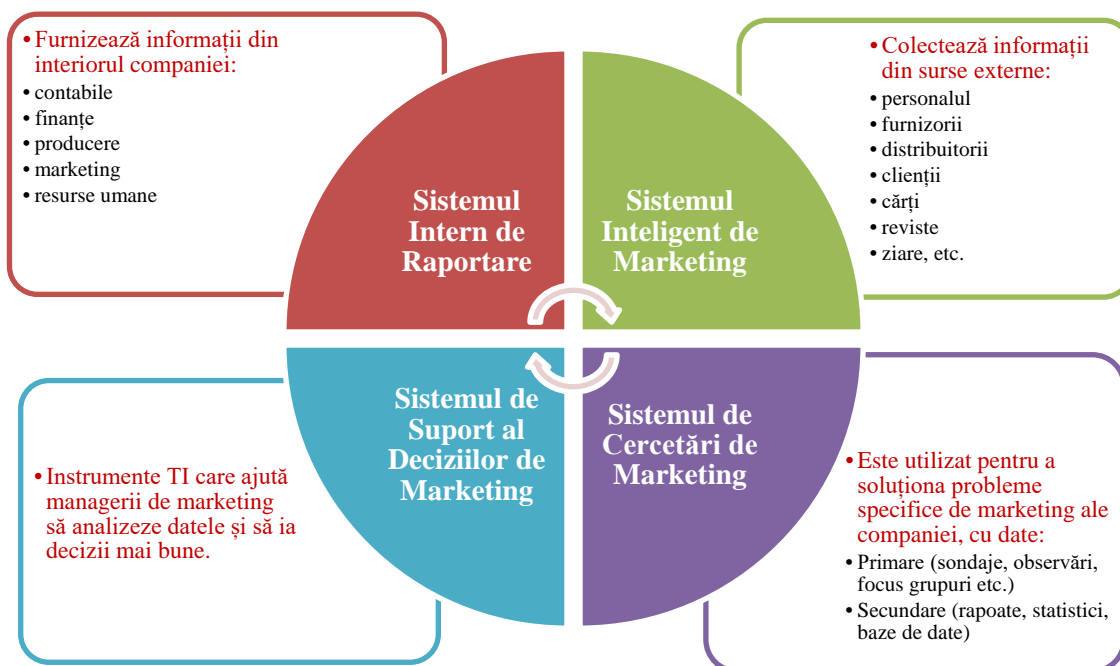 • Furnizează informații din
interiorul companiei:
• contabile
• finanțe
• producere
• marketing
• resurse umane
• Colectează informații
din surse externe:
• personalul
• furnizorii
• distribuitorii
• clienții
• cărți
• reviste
• ziare, etc.
Sistemul
Intern de
Raportare
Sistemul
Inteligent de
Marketing
Sistemul de
Suport al
Deciziilor de
Marketing
Sistemul de
Cercetări de
Marketing
• Instrumente TI care ajută
managerii de marketing
să analizeze datele și să ia
decizii mai bune.
• Este utilizat pentru a
soluționa probleme
specifice de marketing ale
companiei, cu date:
• Primare (sondaje, observări,
focus grupuri etc.)
• Secundare (rapoate, statistici,
baze de date)